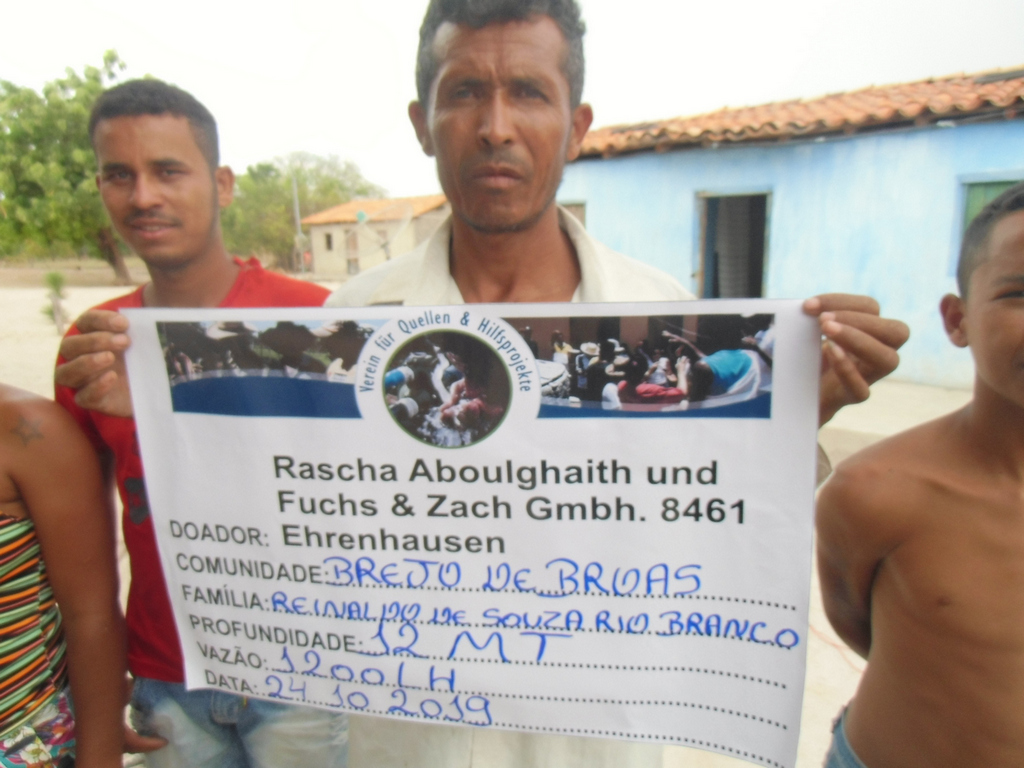 Verein für Quellen & Hilfsprojekte
Rascha Aboulghaith und
Fuchs & Zach Gmbh. 8461
DOADOR: Ehrenhausen
COMUNIDADE: BREJO DE BROAS
FAMÍLIA: REINALDO DE SOUZA RIO BRANCO
PROFUNDIDADE: 12 MT
VAZÃO: 1200 LH
DATA: 24 10 2019